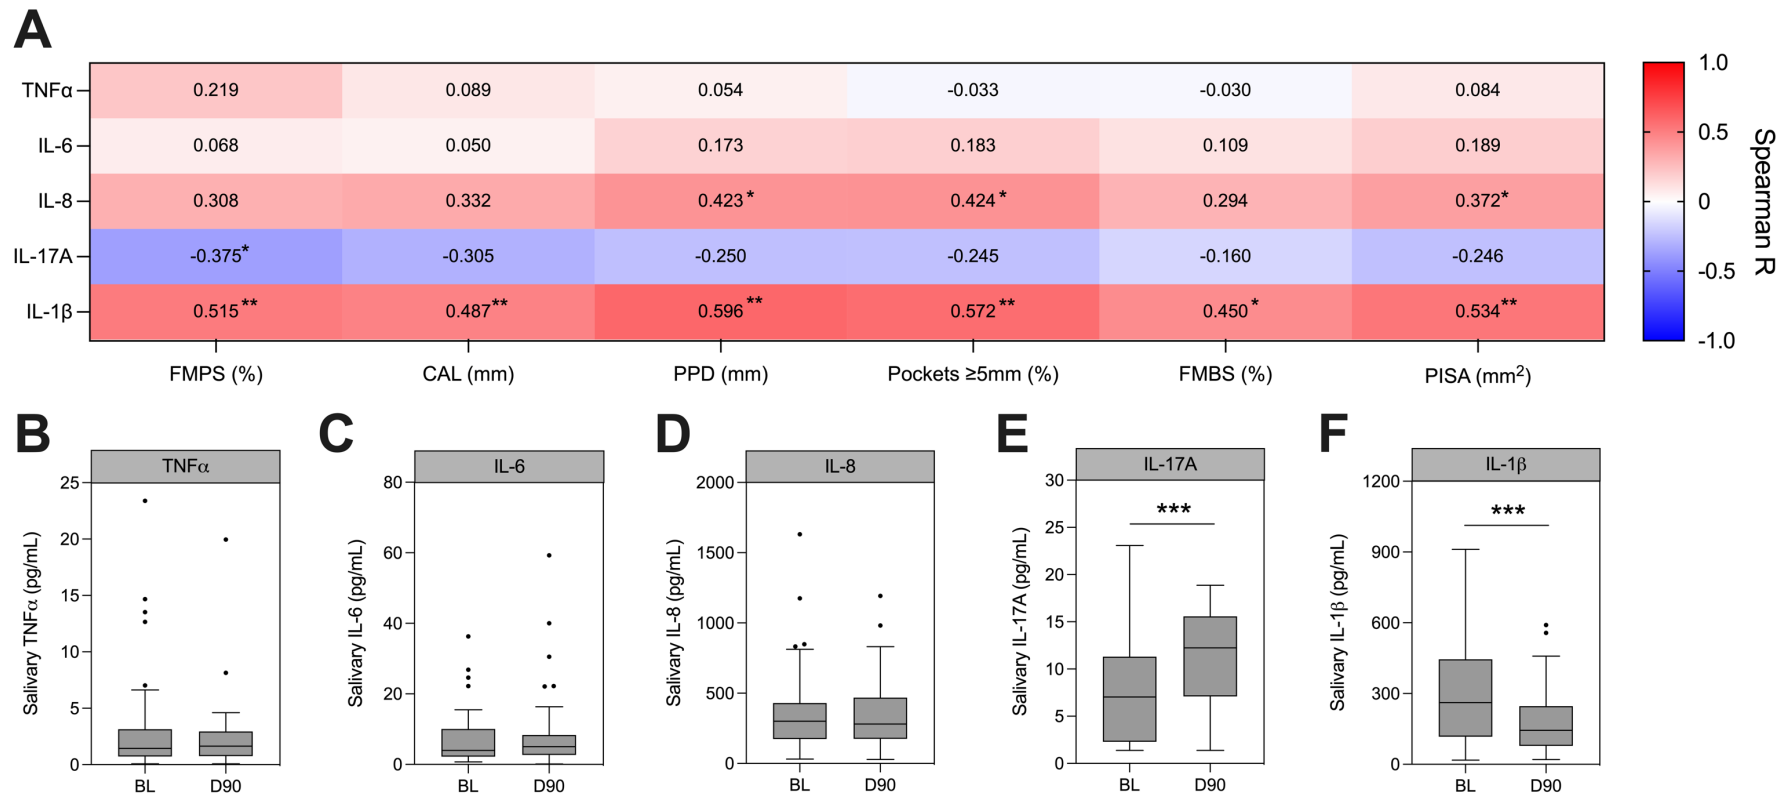 A
TNFα 0.219 0.089 0.054 -0.033 -0.030 0.084
IL-6 0.068 0.050 0.173 0.183 0.109 0.189
IL-8 0.308 0.332 0.423 * 0.424 * 0.294 0.372*
IL-17A -0.375* -0.305 -0.250 -0.245 -0.160 -0.246
IL-1β 0.515** 0.487** 0.596 ** 0.572 ** 0.450 * 0.534**
FMPS (%) CAL (mm) PPD (mm) Pockets ≥5mm (%) FMBS (%) PISA (mm²)
1.0
0.5
0
-0.5
-1.0
Spearman R
B
TNFα
Salivary TNFα (pg/mL)
25
20
15
10
5
0
BL D90
C
IL-6
Salivary IL-6 (pg/mL)
80
60
40
20
0
BL D90
D
IL-8
Salivary IL-8 (pg/mL)
2000
1500
1000
500
0
BL D90
E
IL-17A
Salivary IL-17A (pg/mL)
30
25
20
15
10
5
0
***
BL D90
F
IL-1β
Salivary IL-1β (pg/mL)
1200
900
600
300
0
***
BL D90